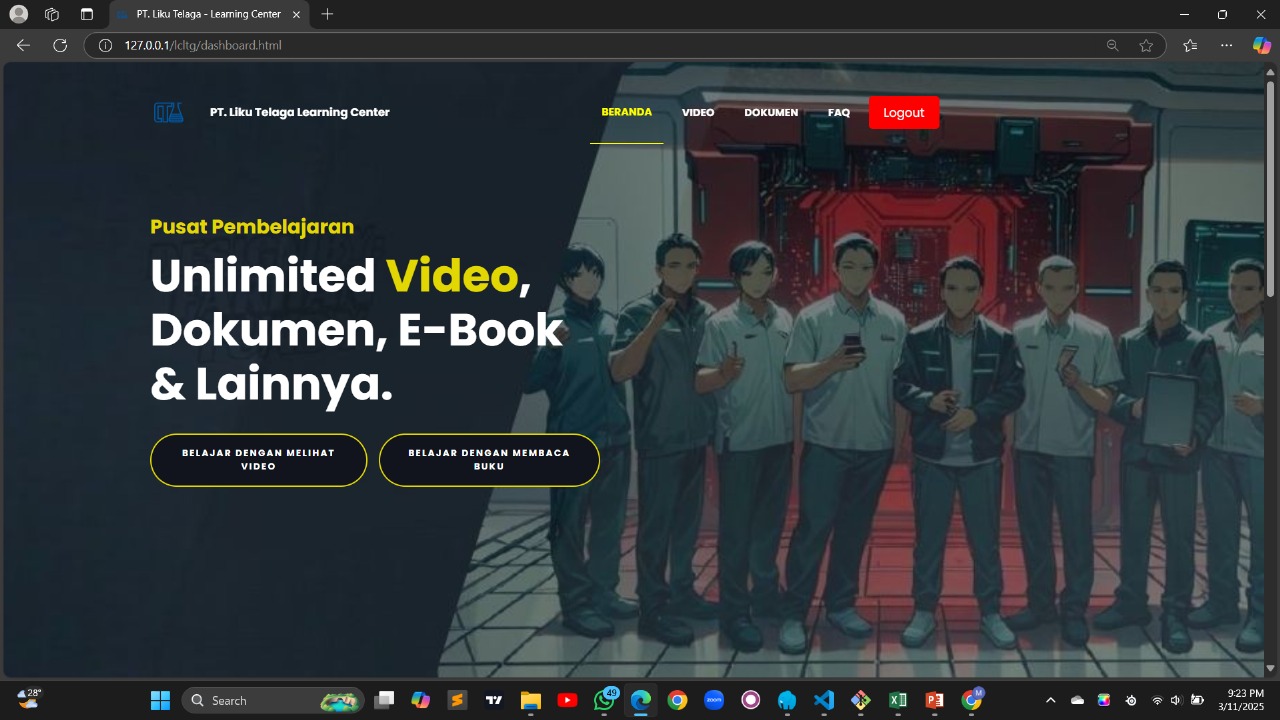 PT. Liku Telaga - Learning Center
127.0.0.1/lcltg/dashboard.html
PT. Liku Telaga Learning Center
BERANDA
VIDEO
DOKUMEN
FAQ
Logout
Pusat Pembelajaran
Unlimited Video,
Dokumen, E-Book
& Lainnya.
BELAJAR DENGAN MELIHAT
VIDEO
BELAJAR DENGAN MEMBACA
BUKU
28°
Search
49
zoom
M
9:23 PM
3/11/2025